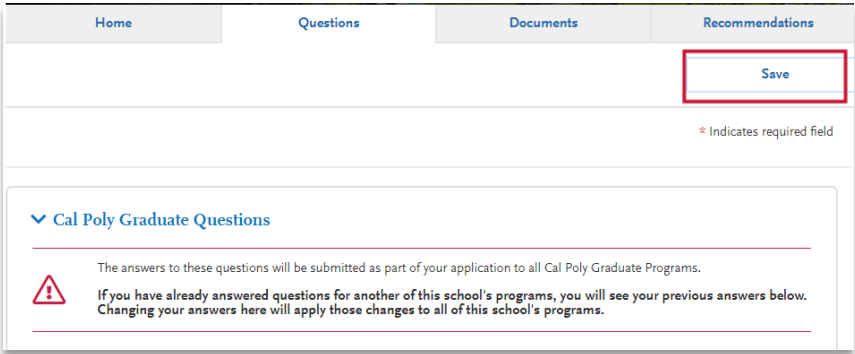 Home
Questions
Documents
Recommendations
Save
* Indicates required field
Cal Poly Graduate Questions
The answers to these questions will be submitted as part of your application to all Cal Poly Graduate Programs.
If you have already answered questions for another of this school's programs, you will see your previous answers below.
Changing your answers here will apply those changes to all of this school's programs.